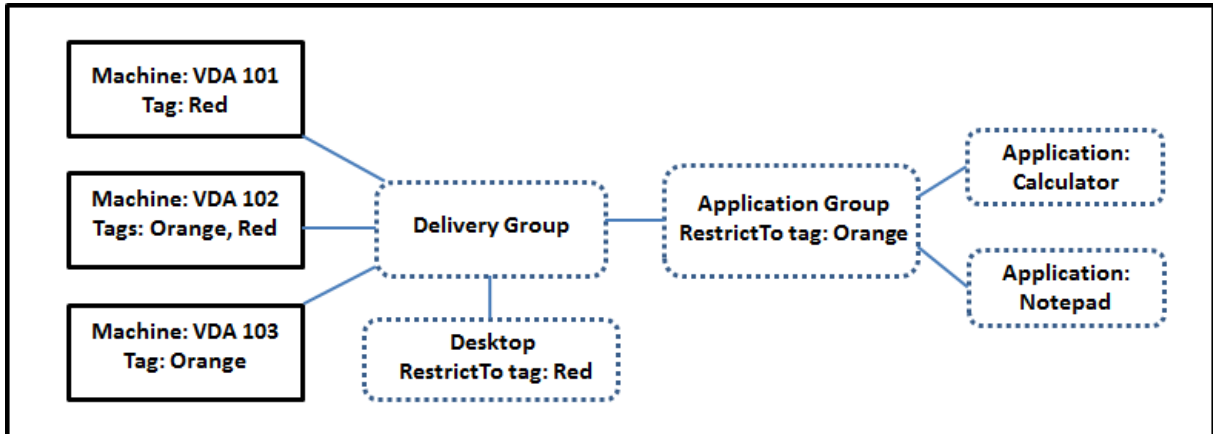 Machine: VDA 101
Tag: Red
Machine: VDA 102
Tags: Orange, Red
Machine: VDA 103
Tag: Orange
Delivery Group
Desktop
RestrictTo tag: Red
Application Group
RestrictTo tag: Orange
Application:
Calculator
Application:
Notepad